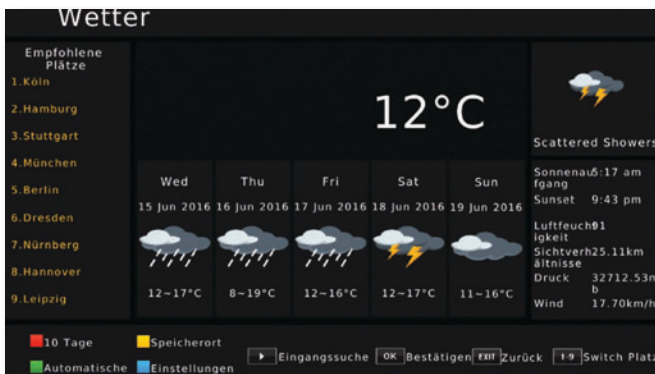 Wetter
Empfohlene
Plätze
1.Köln
2.Hamburg
3.Stuttgart
4.München
5.Berlin
6.Dresden
7.Nürnberg
8.Hannover
9.Leipzig
12°C
Wed Thu Fri Sat Sun
15 Jun 2016 16 Jun 2016 17 Jun 2016 18 Jun 2016 19 Jun 2016
12~17°C 8~19°C 12~16°C 12~17°C 11~16°C
Scattered Showers
Sonnenau 5:17 am
fgang
Sunset 9:43 pm
Luftfeucht 91
igkeit
Sichtverh 25.11km
ältnisse
Druck 32712.53m
b
Wind 17.70km/h
10 Tage Speicherort
Automatische Einstellungen
Eingangssuche OK Bestätigen EXIT Zurück 1-9 Switch Platz